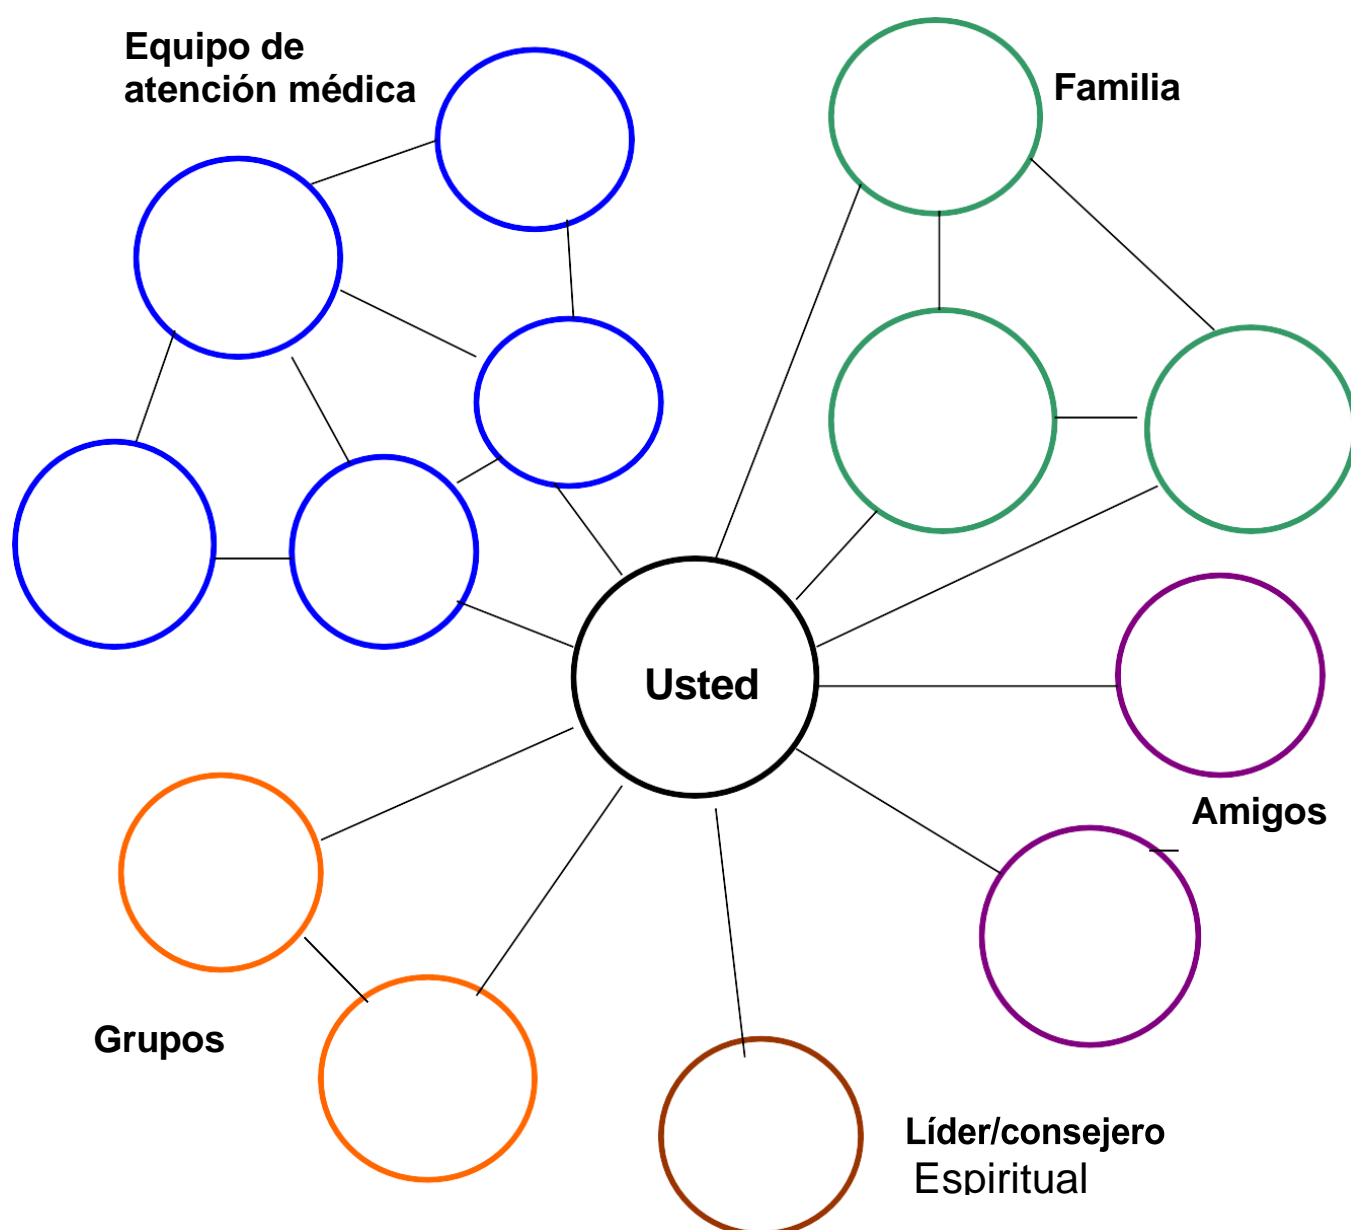 Equipo de
atención médica
Familia
Usted
Amigos
Grupos
Líder/consejero
Espiritual